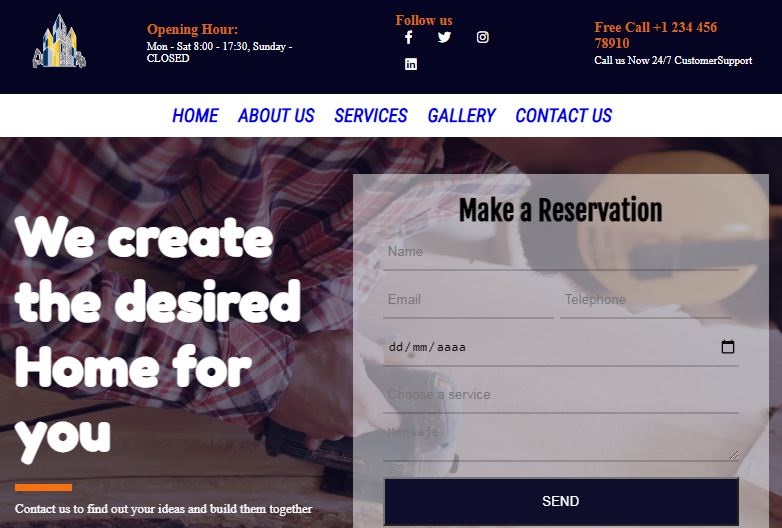 Opening Hour:
Mon - Sat 8:00 - 17:30, Sunday -
CLOSED
Follow us
Free Call +1 234 456
78910
Call us Now 24/7 CustomerSupport
HOME ABOUT US SERVICES GALLERY CONTACT US
We create
the desired
Home for
you
Contact us to find out your ideas and build them together
Make a Reservation
Name
Email Telephone
dd/mm/aaaa
Choose a service
Mensaje
SEND